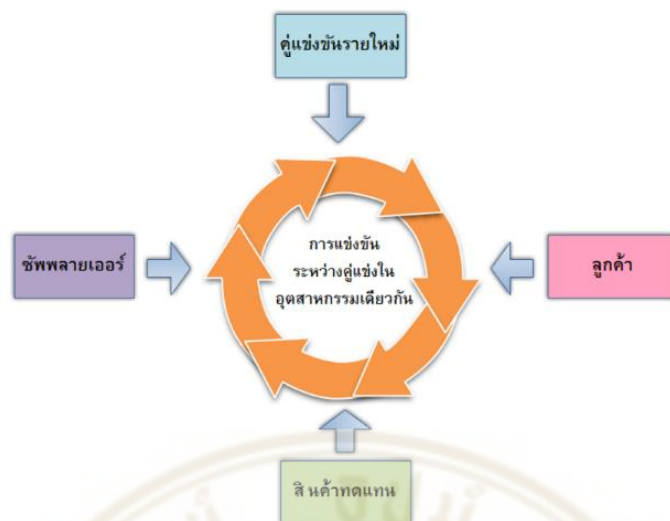 คู่แข่งขันรายใหม่
ซัพพลายเออร์
การแข่งขัน
ระหว่างคู่แข่งใน
อุตสาหกรรมเดียวกัน
ลูกค้า
สินค้าทดแทน